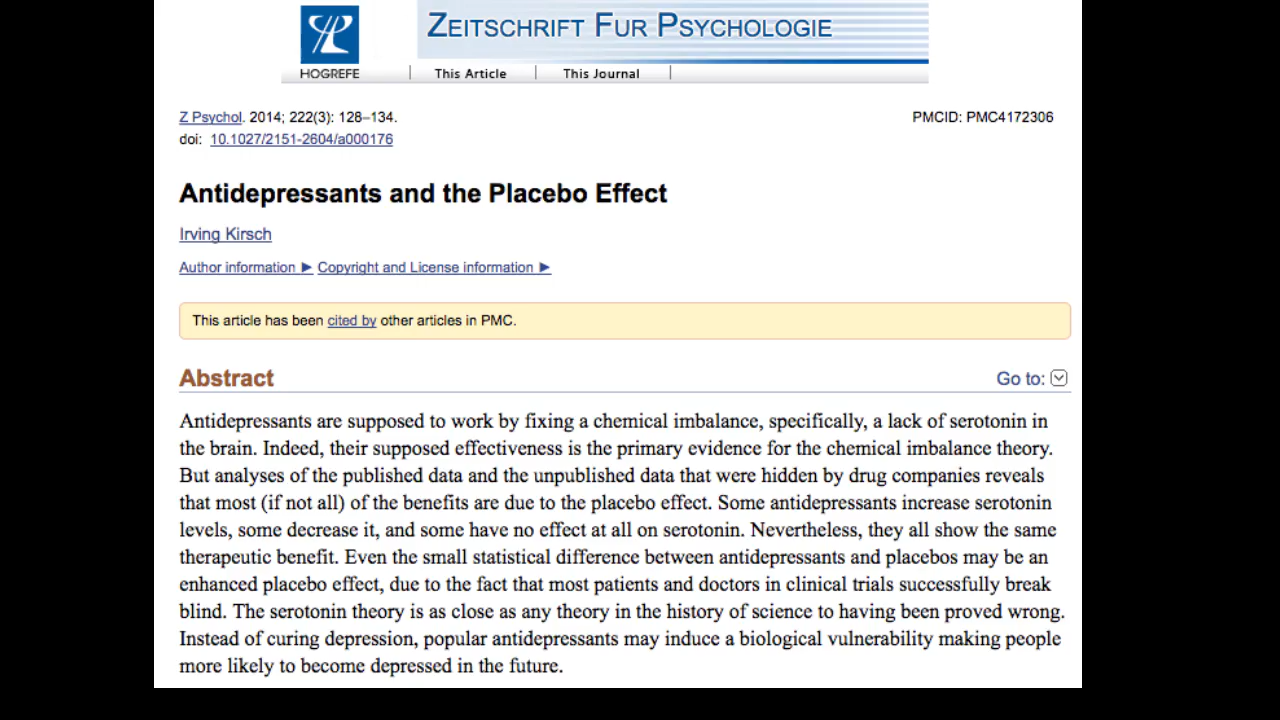 ZEITSCRIFT FUR PSYCHOLOGIE
HOGREFE
This Article
This Journal
Z Psychol. 2014; 222(3): 128–134.
PMCID: PMC4172306
doi: 10.1027/2151-2604/a000176
Antidepressants and the Placebo Effect
Irving Kirsch
Author information ► Copyright and License information ►
This article has been cited by other articles in PMC.
Abstract
Go to:
Antidepressants are supposed to work by fixing a chemical imbalance, specifically, a lack of serotonin in
the brain. Indeed, their supposed effectiveness is the primary evidence for the chemical imbalance theory.
But analyses of the published data and the unpublished data that were hidden by drug companies reveals
that most (if not all) of the benefits are due to the placebo effect. Some antidepressants increase serotonin
levels, some decrease it, and some have no effect at all on serotonin. Nevertheless, they all show the same
therapeutic benefit. Even the small statistical difference between antidepressants and placebos may be an
enhanced placebo effect, due to the fact that most patients and doctors in clinical trials successfully break
blind. The serotonin theory is as close as any theory in the history of science to having been proved wrong.
Instead of curing depression, popular antidepressants may induce a biological vulnerability making people
more likely to become depressed in the future.